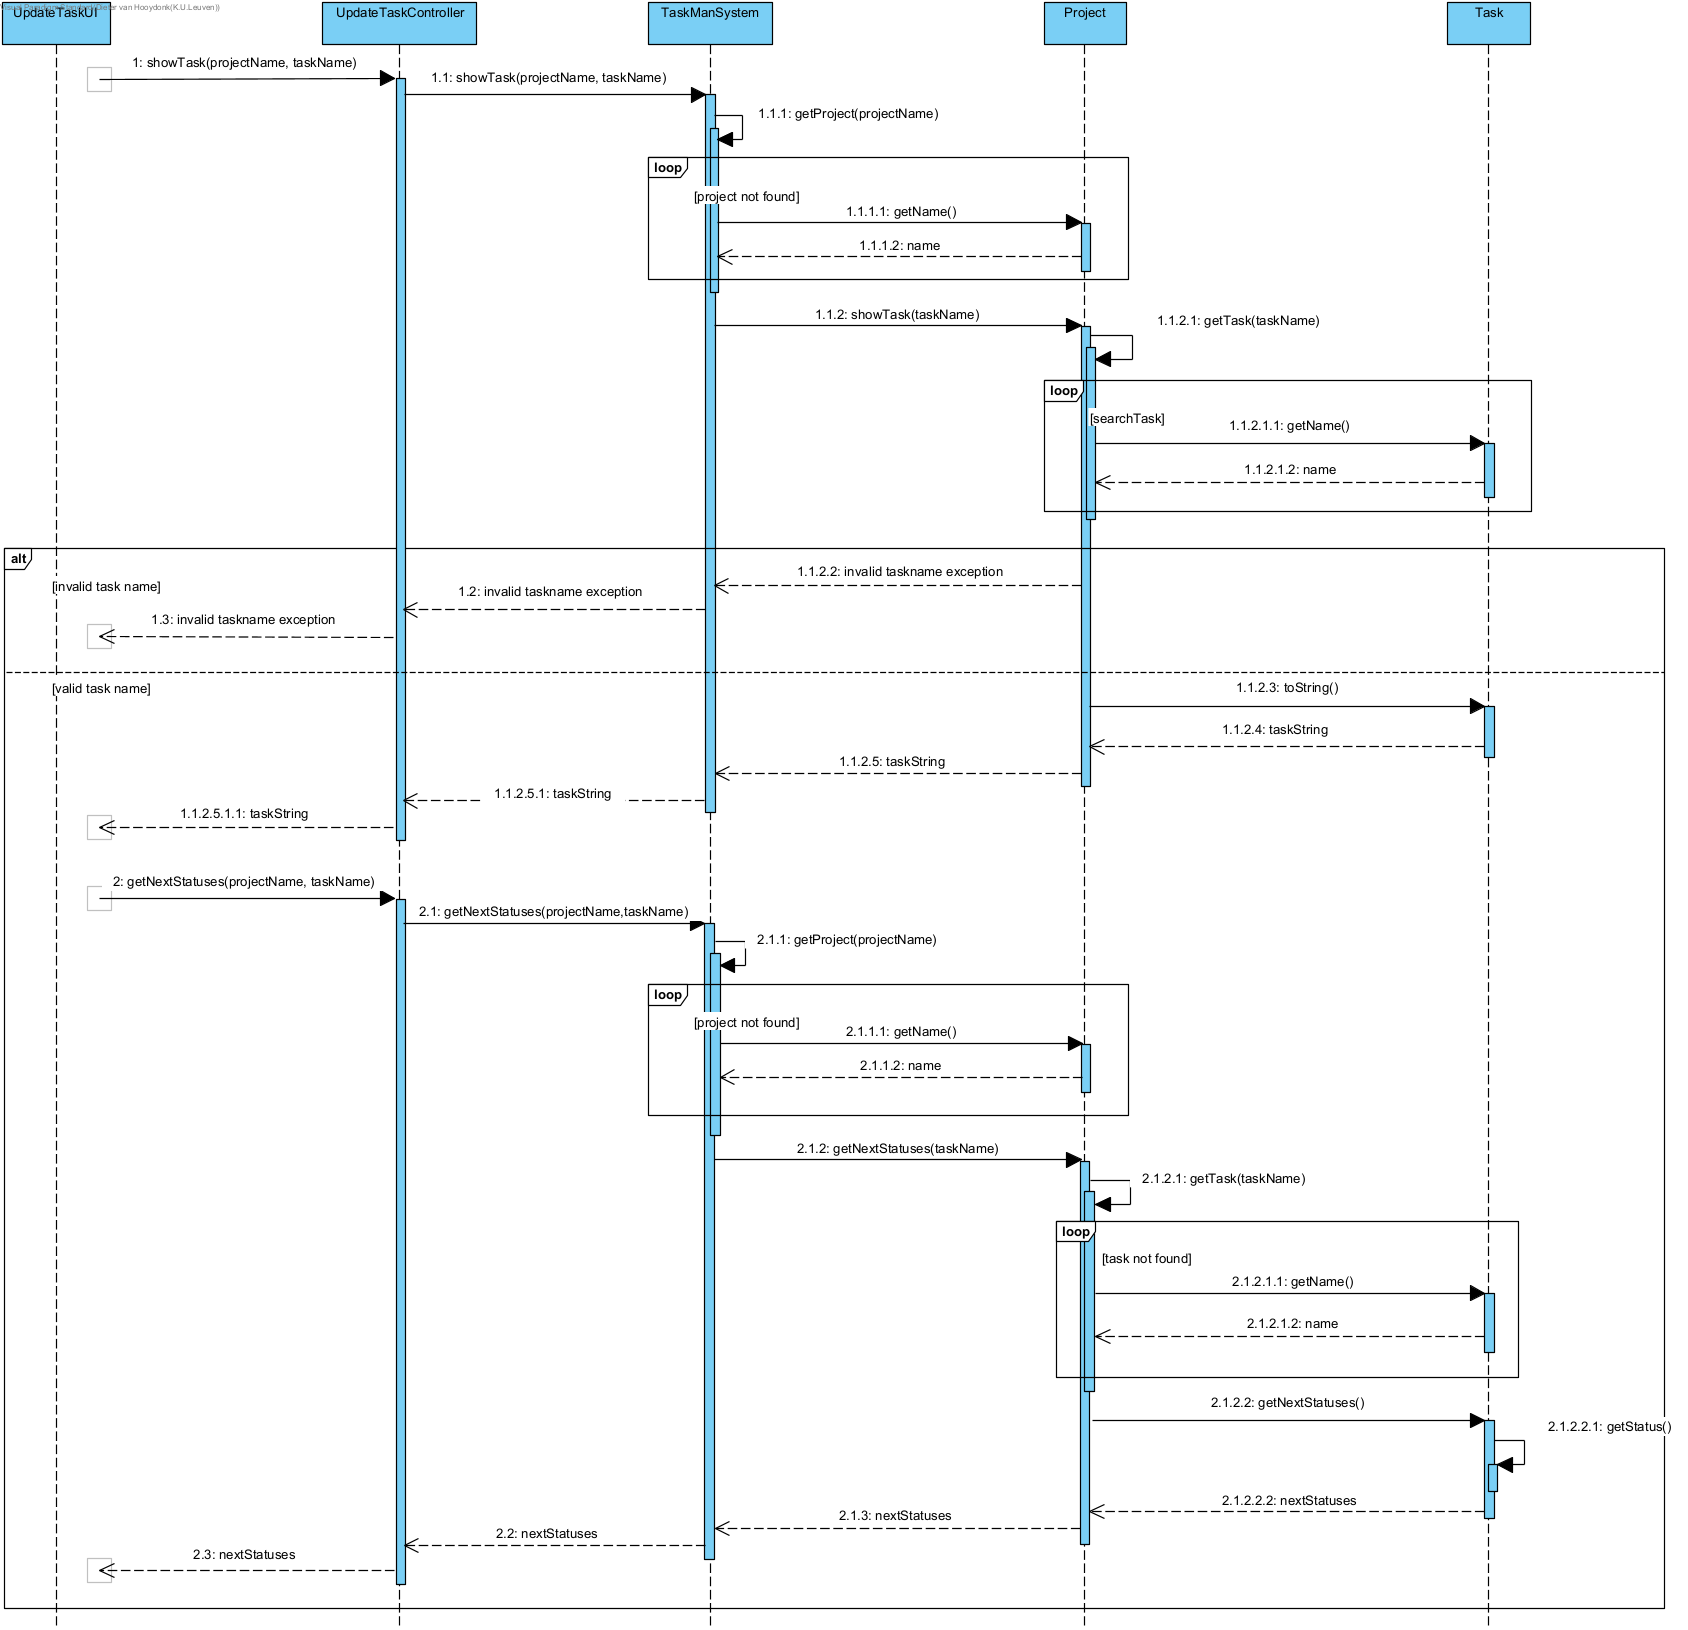 Visual Paradigm Standard(Dieter van Hooydonk(K.U.Leuven))
UpdateTaskUI
UpdateTaskController
TaskManSystem
Project
Task
1: showTask(projectName, taskName)
1.1: showTask(projectName, taskName)
1.1.1: getProject(projectName)
loop
[project not found]
1.1.1.1: getName()
1.1.1.2: name
1.1.2: showTask(taskName)
1.1.2.1: getTask(taskName)
loop
[searchTask]
1.1.2.1.1: getName()
1.1.2.1.2: name
alt
[invalid task name]
1.1.2.2: invalid taskname exception
1.2: invalid taskname exception
1.3: invalid taskname exception
[valid task name]
1.1.2.3: toString()
1.1.2.4: taskString
1.1.2.5: taskString
1.1.2.5.1: taskString
1.1.2.5.1.1: taskString
2: getNextStatuses(projectName, taskName)
2.1: getNextStatuses(projectName,taskName)
2.1.1: getProject(projectName)
loop
[project not found]
2.1.1.1: getName()
2.1.1.2: name
2.1.2: getNextStatuses(taskName)
2.1.2.1: getTask(taskName)
loop
[task not found]
2.1.2.1.1: getName()
2.1.2.1.2: name
2.1.2.2: getNextStatuses()
2.1.2.2.1: getStatus()
2.1.2.2.2: nextStatuses
2.1.3: nextStatuses
2.2: nextStatuses
2.3: nextStatuses